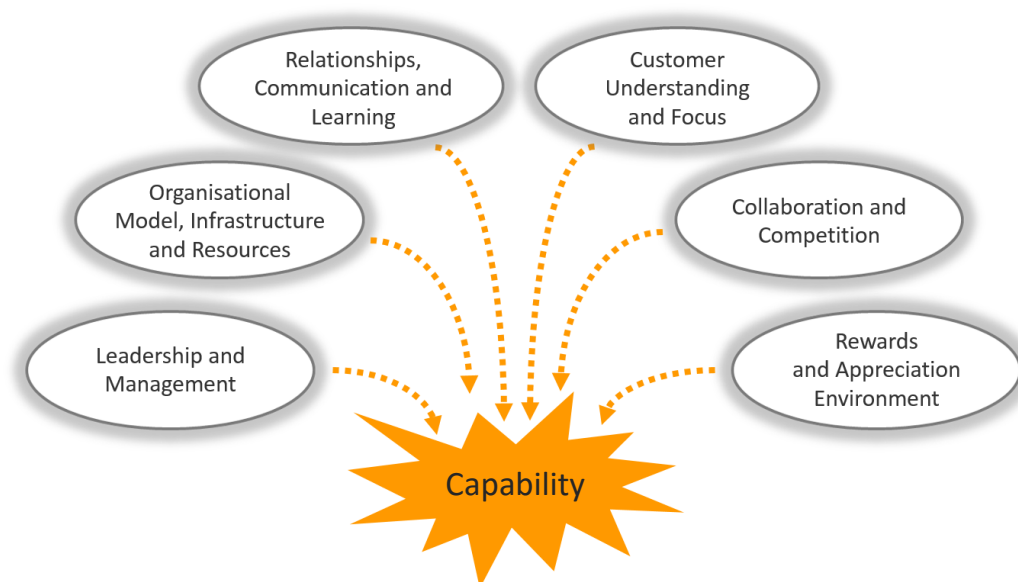 Relationships,
Communication and
Learning
Customer
Understanding
and Focus
Organisational
Model, Infrastructure
and Resources
Collaboration and
Competition
Leadership and
Management
Rewards
and Appreciation
Environment
Capability